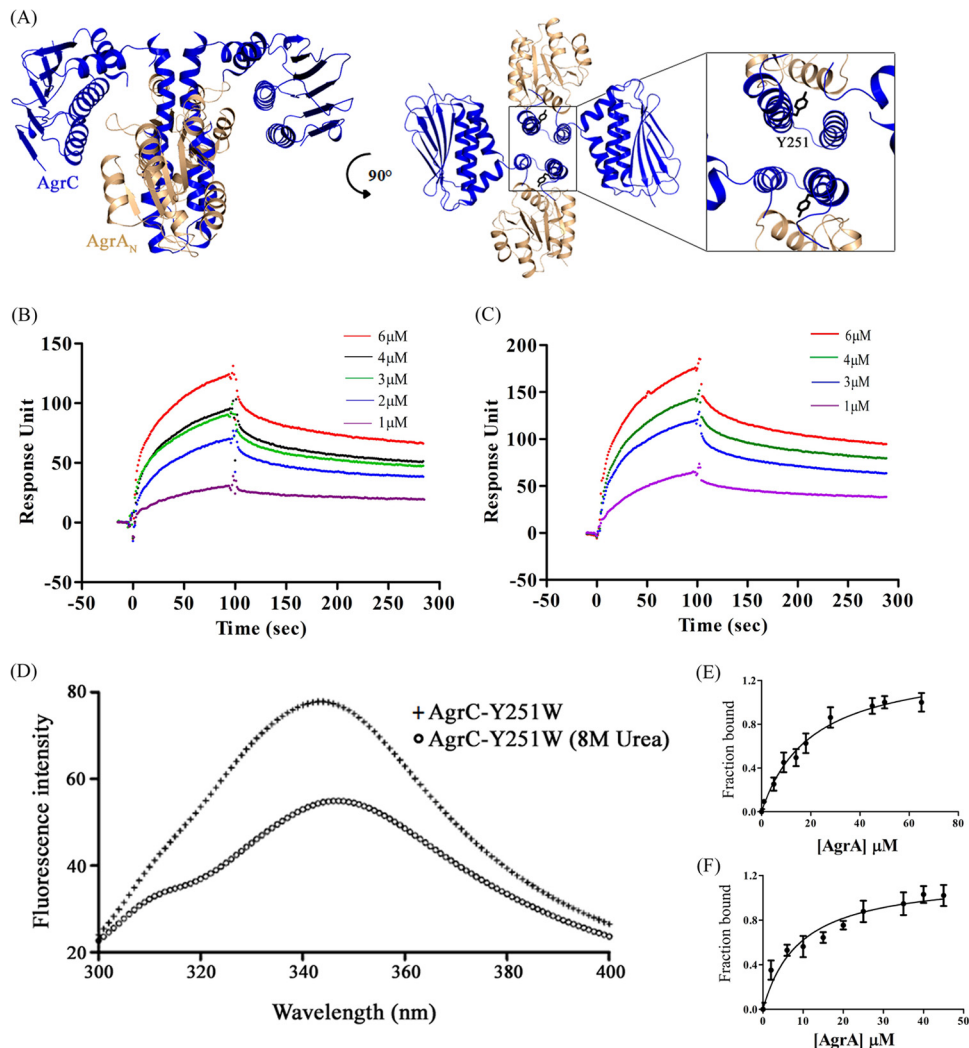 (A)
AgrC
AgrAN
90°
Y251
(B)
Response Unit
150
100
50
0
-50
-50 0 50 100 150 200 250 300
Time (sec)
6μM
4μM
3μM
2μM
1μM
(C)
Response Unit
200
150
100
50
0
-50
-50 0 50 100 150 200 250 300
Time (sec)
6μM
4μM
3μM
1μM
(D)
Fluorescence intensity
80
60
40
20
300 320 340 360 380 400
Wavelength (nm)
+ AgrC-Y251W
o AgrC-Y251W (8M Urea)
(E)
Fraction bound
1.2
0.8
0.4
0.0
0 20 40 60 80
[AgrA] μM
(F)
Fraction bound
1.2
0.8
0.4
0.0
0 10 20 30 40 50
[AgrA] μM